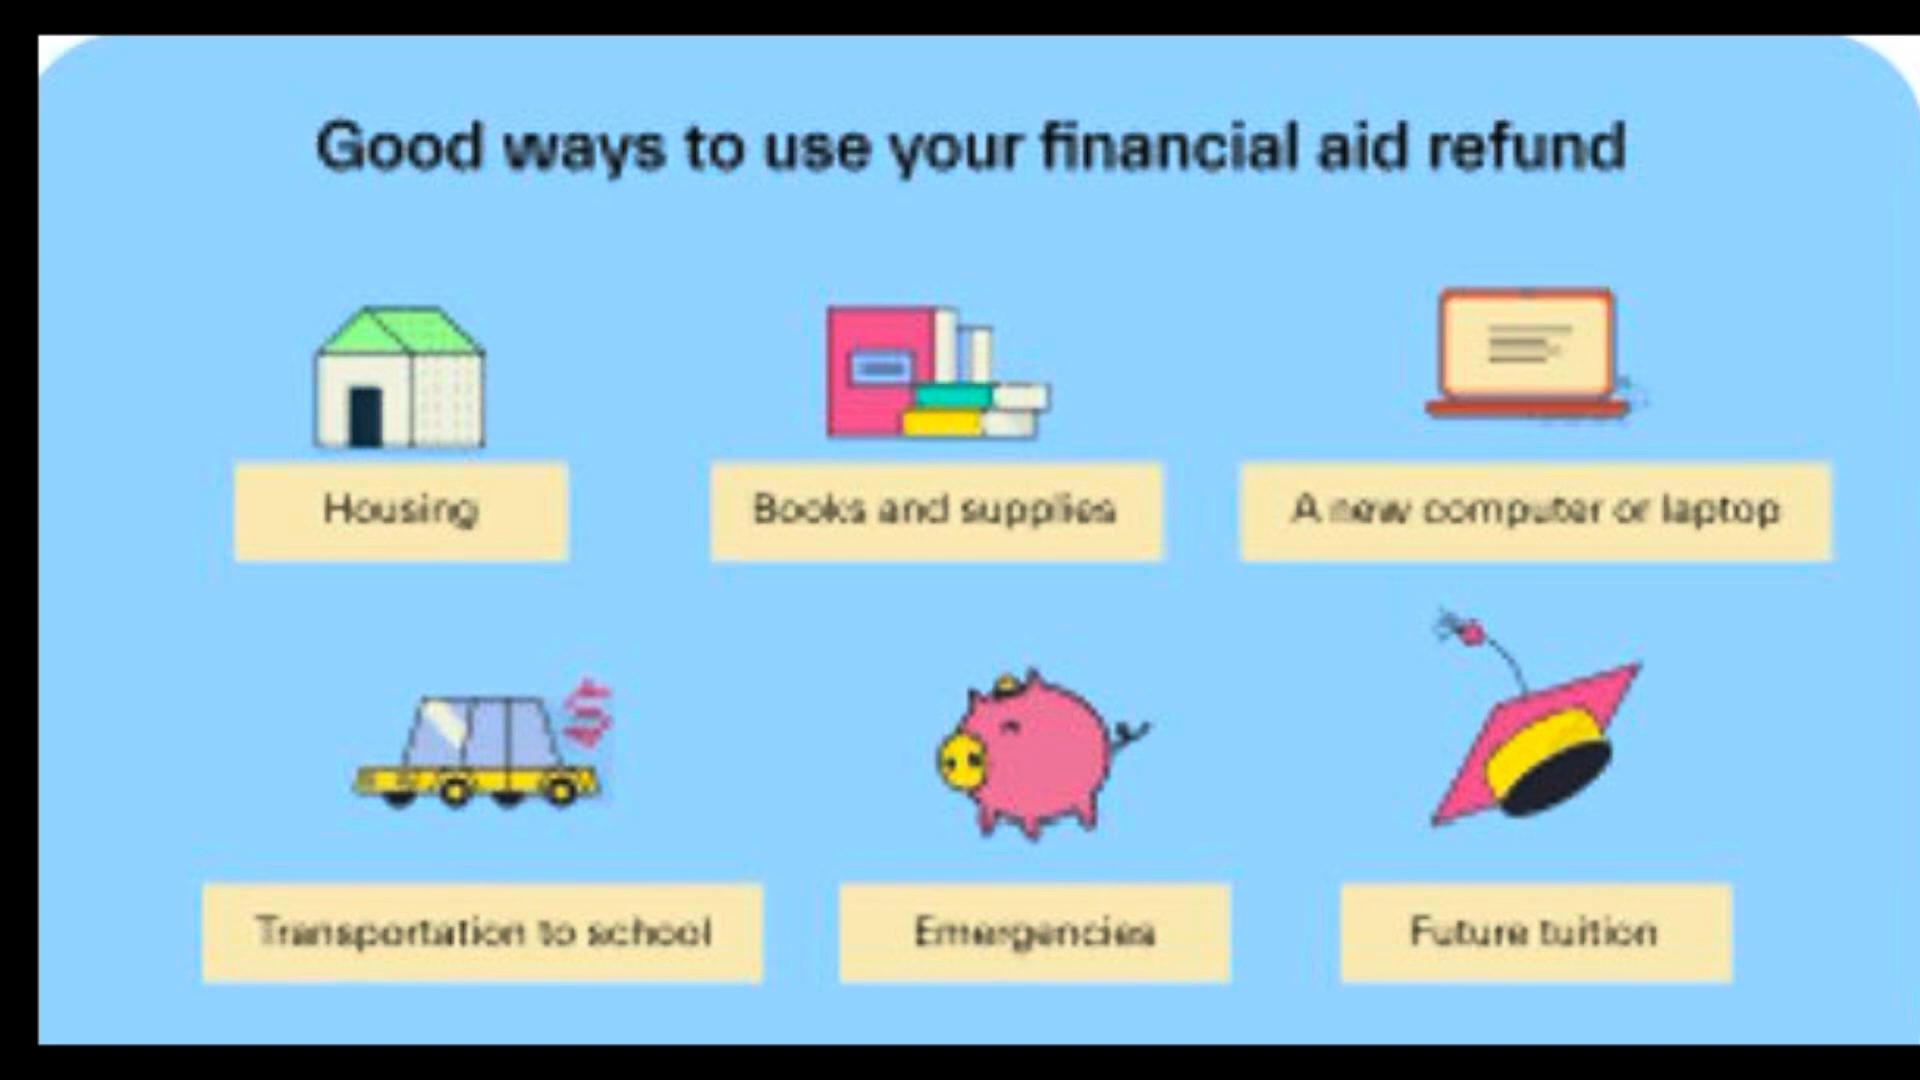 Good ways to use your financial aid refund
Housing
Books and supplies
A new computer or laptop
Transportation to school
Emergencies
Future tuition